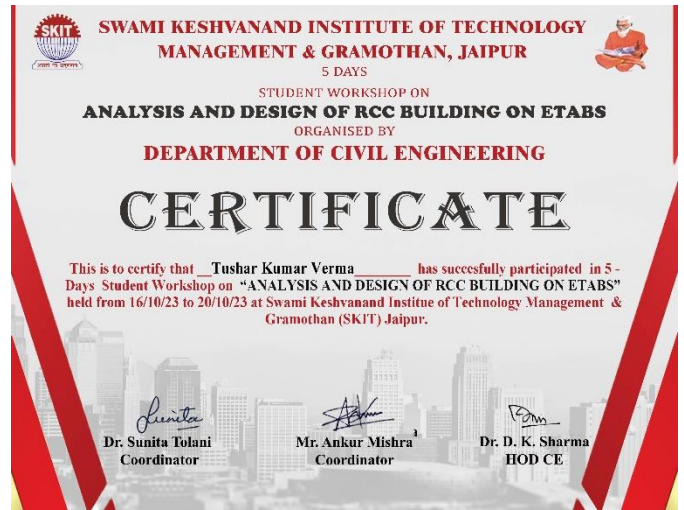 SKIT
SWAMI KESHVANAND INSTITUTE OF TECHNOLOGY
MANAGEMENT & GRAMOTHAN, JAIPUR
5 DAYS
STUDENT WORKSHOP ON
ANALYSIS AND DESIGN OF RCC BUILDING ON ETABS
ORGANISED BY
DEPARTMENT OF CIVIL ENGINEERING
CERTIFICATE
This is to certify that __Tushar Kumar Verma_______ has succesfully participated in 5 -
Days Student Workshop on "ANALYSIS AND DESIGN OF RCC BUILDING ON ETABS"
held from 16/10/23 to 20/10/23 at Swami Keshvanand Institue of Technology Management &
Gramothan (SKIT) Jaipur.
Sunita
Dr. Sunita Tolani
Coordinator
Mr. Ankur Mishra
Coordinator
Dr. D. K. Sharma
HOD CE